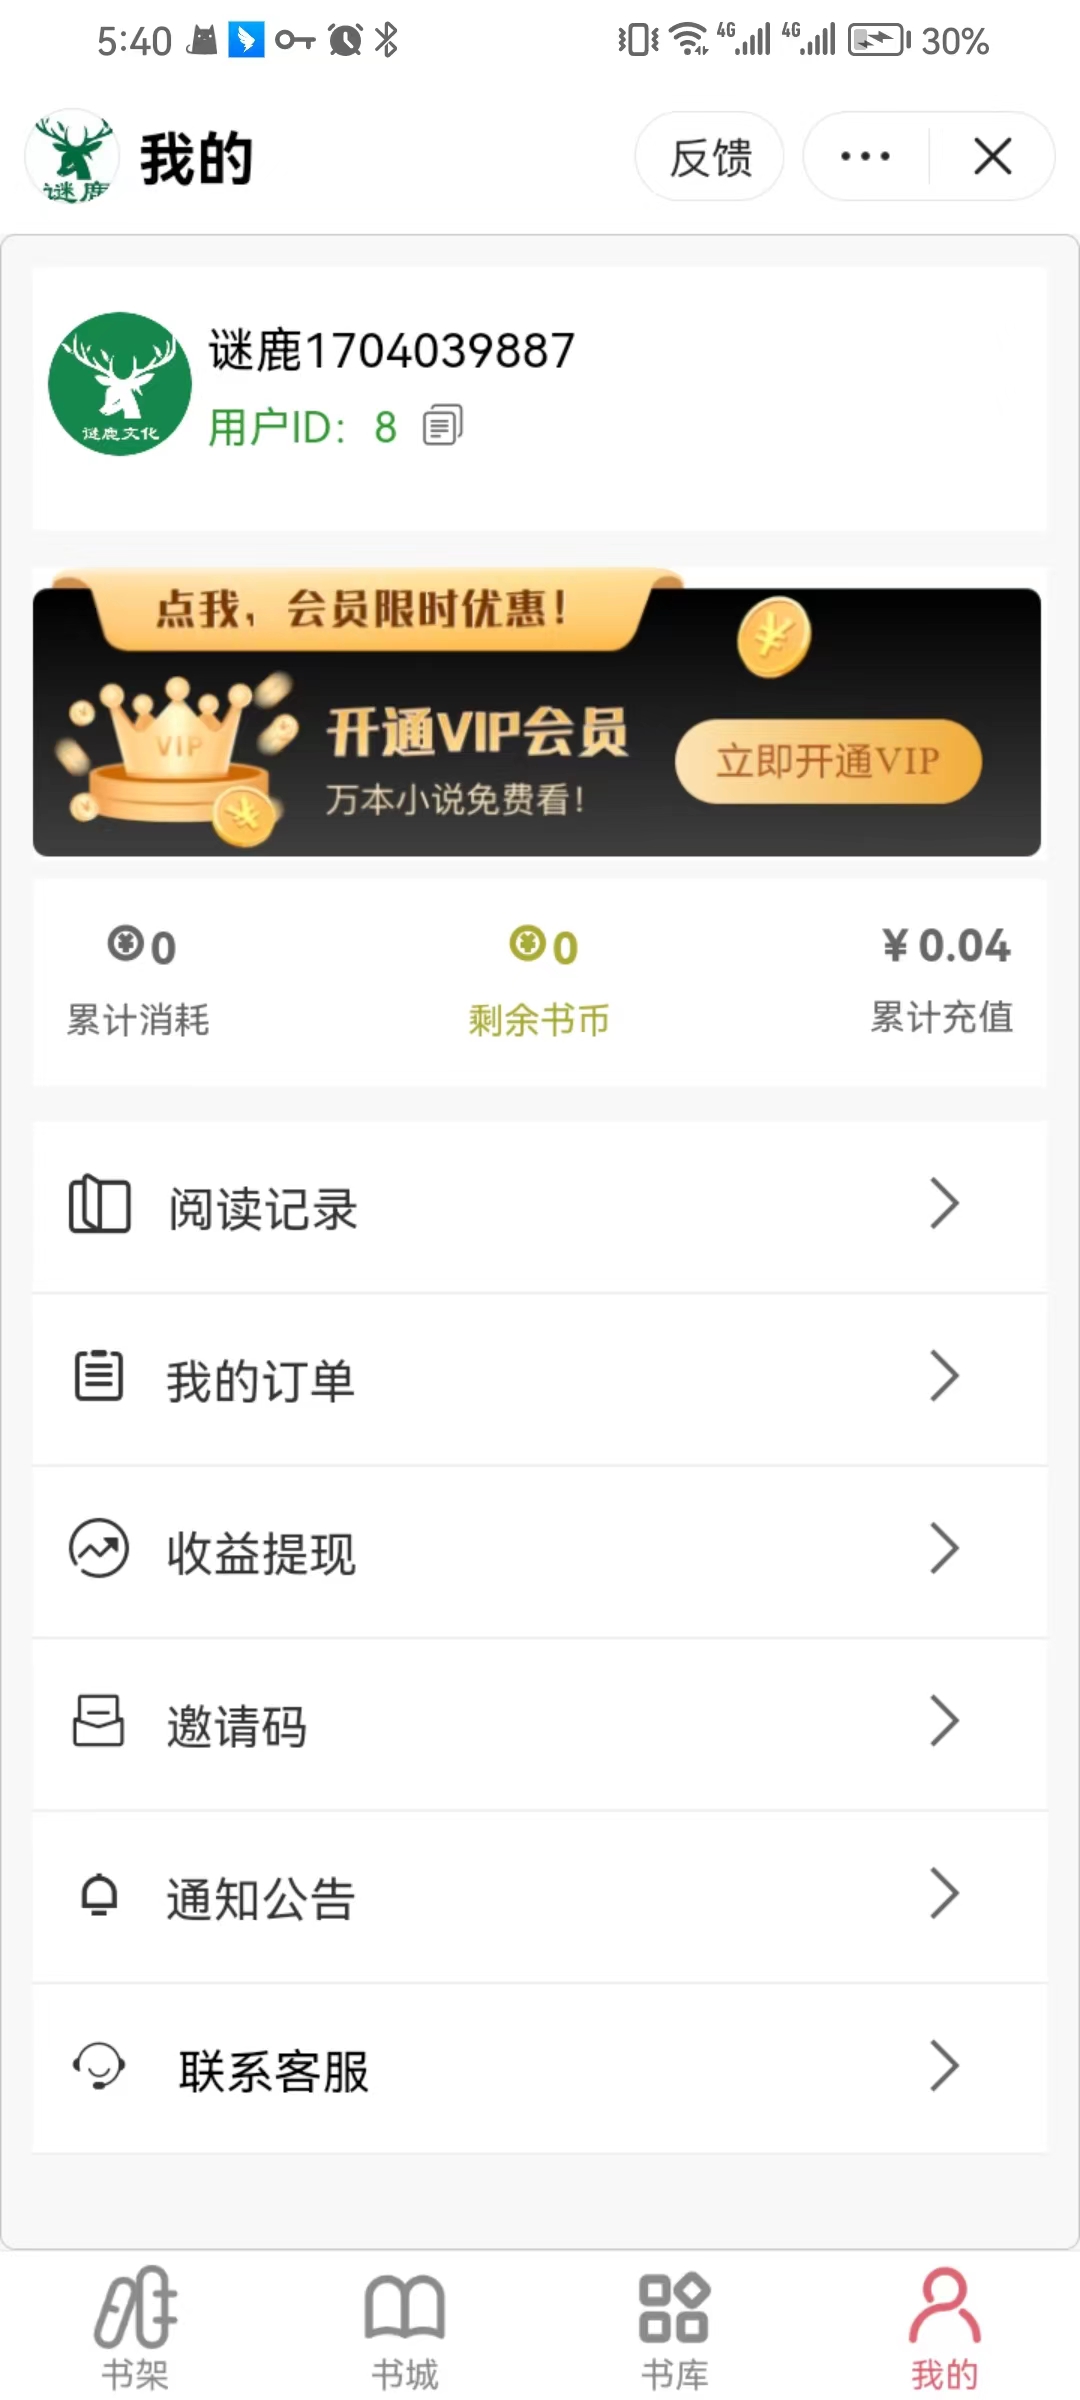 5:40
4G
4G
30%
谜鹿
我的
反馈
谜鹿1704039887
谜鹿文化
用户ID：8
点我，会员限时优惠！
VIP
开通VIP会员
立即开通VIP
万本小说免费看！
0
0
¥0.04
累计消耗
剩余书币
累计充值
阅读记录
我的订单
收益提现
邀请码
通知公告
联系客服
书架
书城
书库
我的